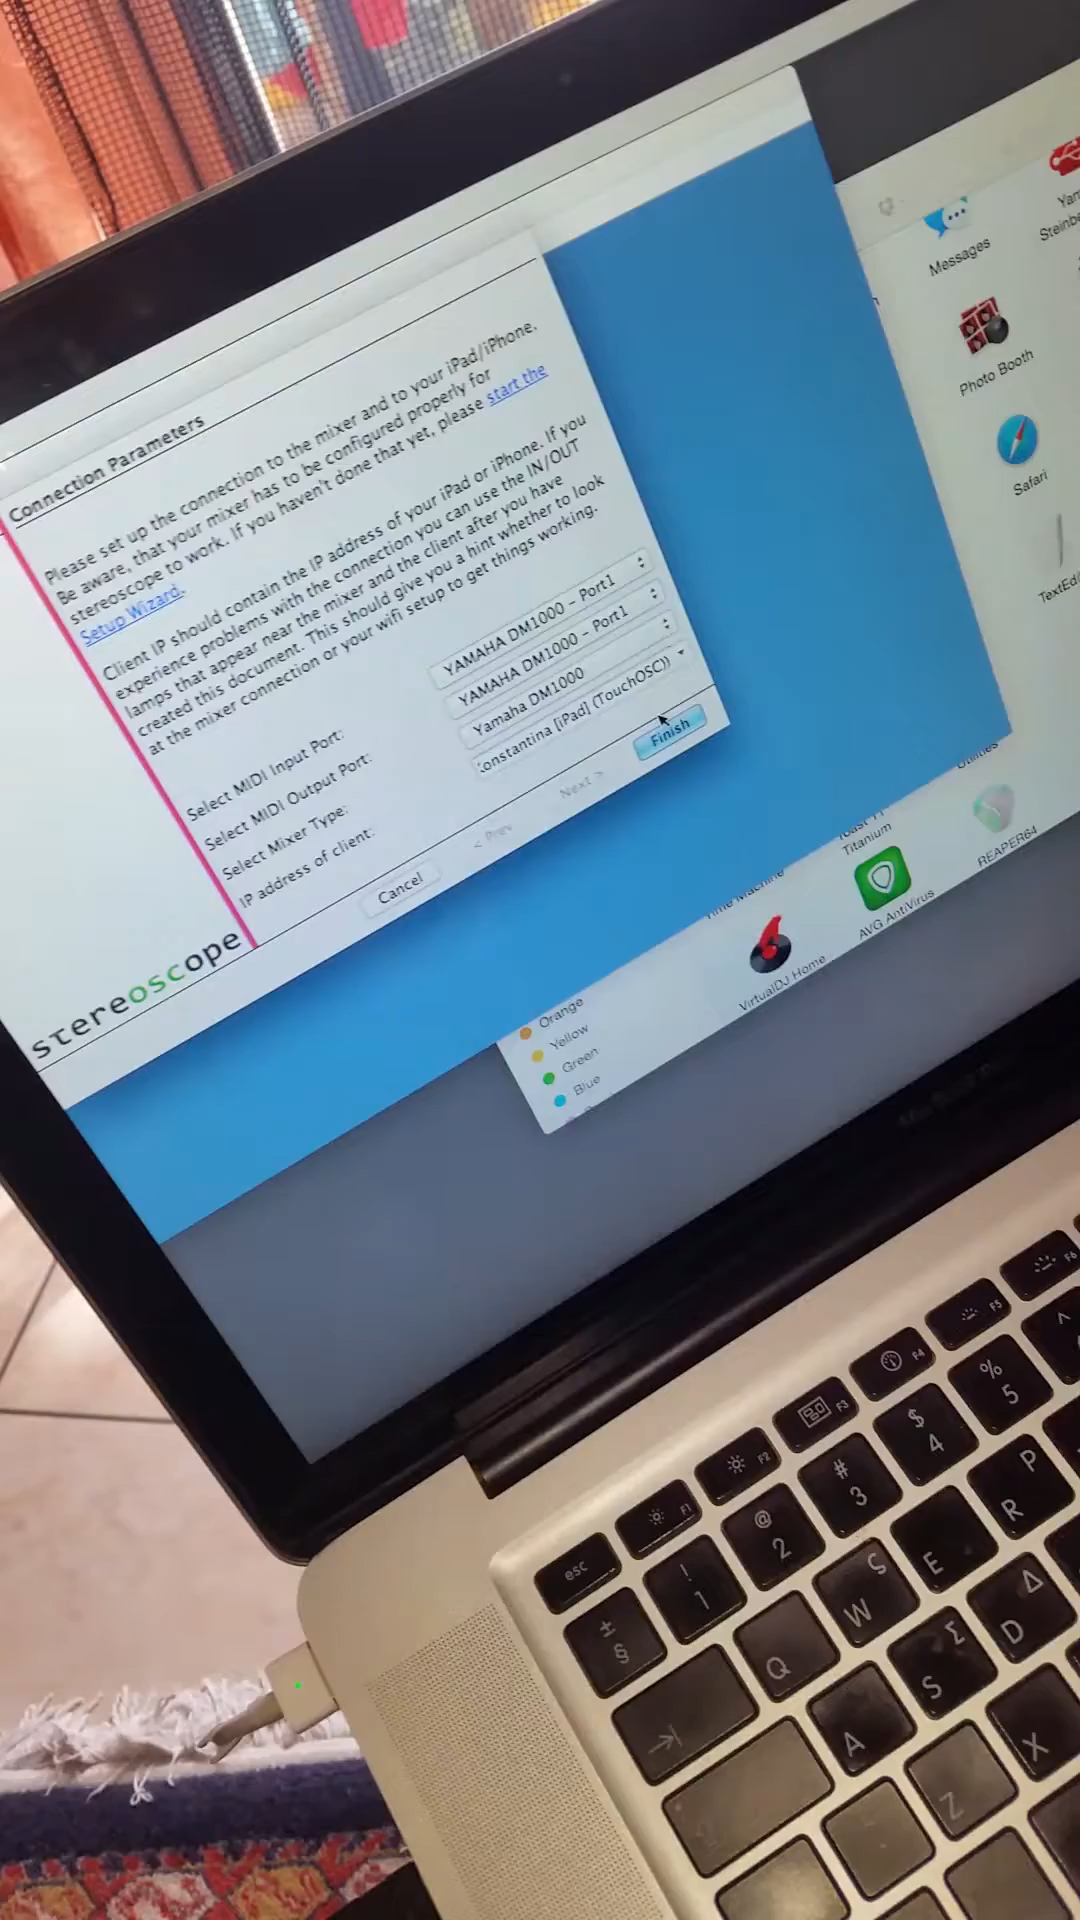 Connection Parameters
Please set up the connection to the mixer and to your iPad/iPhone.
Be aware, that your mixer has to be configured properly for
stereoscope to work. If you haven't done that yet, please start the
Setup Wizard.
Client IP should contain the IP address of your iPad or iPhone. If you
experience problems with the connection you can use the IN/OUT
lamps that appear near the mixer and the client after you have
created this document. This should give you a hint whether to look
at the mixer connection or your wifi setup to get things working.
Select MIDI Input Port: YAMAHA DM1000 - Port1
Select MIDI Output Port: YAMAHA DM1000 - Port1
Select Mixer Type: Yamaha DM1000
IP address of client: onstantina [iPad] (TouchOSC))
Cancel < Prev Next > Finish
stereoscope
Messages
Photo Booth
Safari
Utilities
Titanium
Time Machine
AVG AntiVirus
REAPER64
VirtualDJ Home
Orange
Yellow
Green
Blue
esc F1 F2 F3 F4 F5 F6
± § ! 1 @ 2 # 3 $ 4 % 5 ^
Q W ς E R P
A S Σ D Δ
Z X